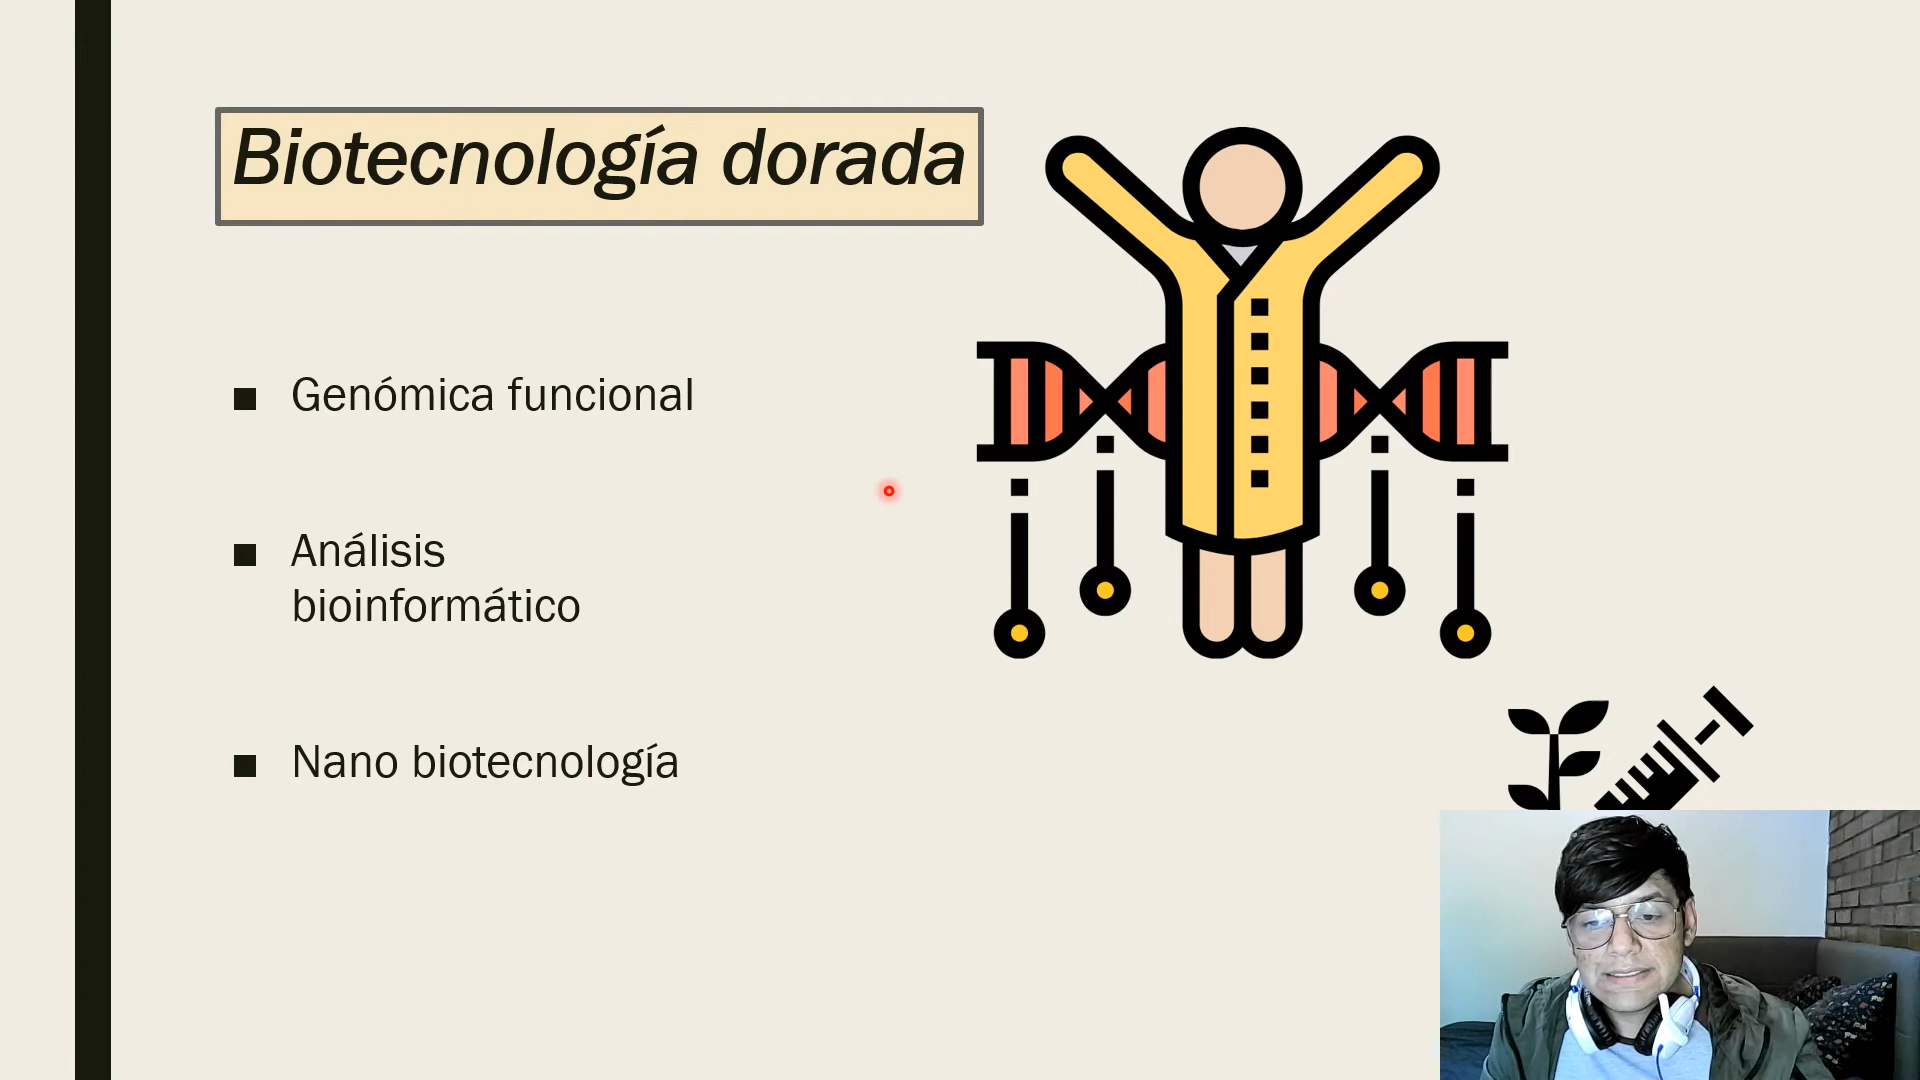 Biotecnología dorada
Genómica funcional
Análisis
bioinformático
Nano biotecnología